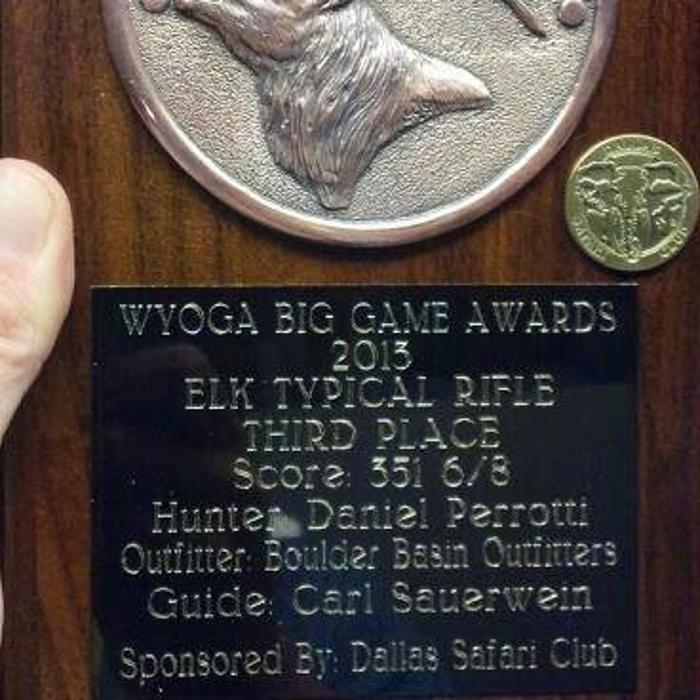 WYOGA BIG GAME AWARDS
2013
ELK TYPICAL RIFLE
THIRD PLACE
Score: 351 6/8
Hunter: Daniel Perrotti
Outfitter: Boulder Basin Outfitters
Guide: Carl Sauerwein
Sponsored By: Dallas Safari Club